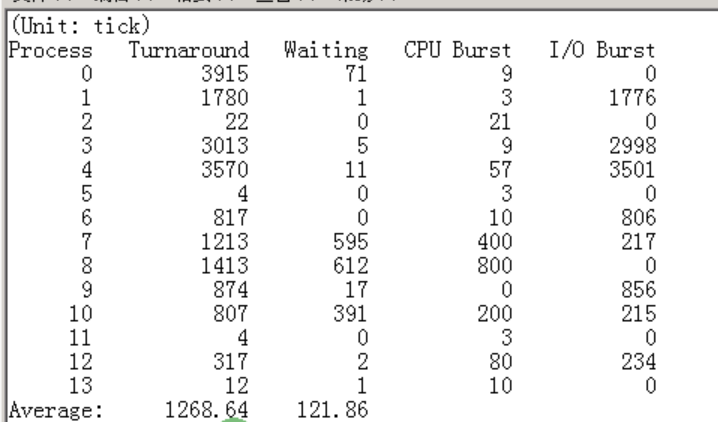 (Unit: tick)
Process Turnaround Waiting CPU Burst I/O Burst
0 3915 71 9 0
1 1780 1 3 1776
2 22 0 21 0
3 3013 5 9 2998
4 3570 11 57 3501
5 4 0 3 0
6 817 0 10 806
7 1213 595 400 217
8 1413 612 800 0
9 874 17 0 856
10 807 391 200 215
11 4 0 3 0
12 317 2 80 234
13 12 1 10 0
Average: 1268.64 121.86